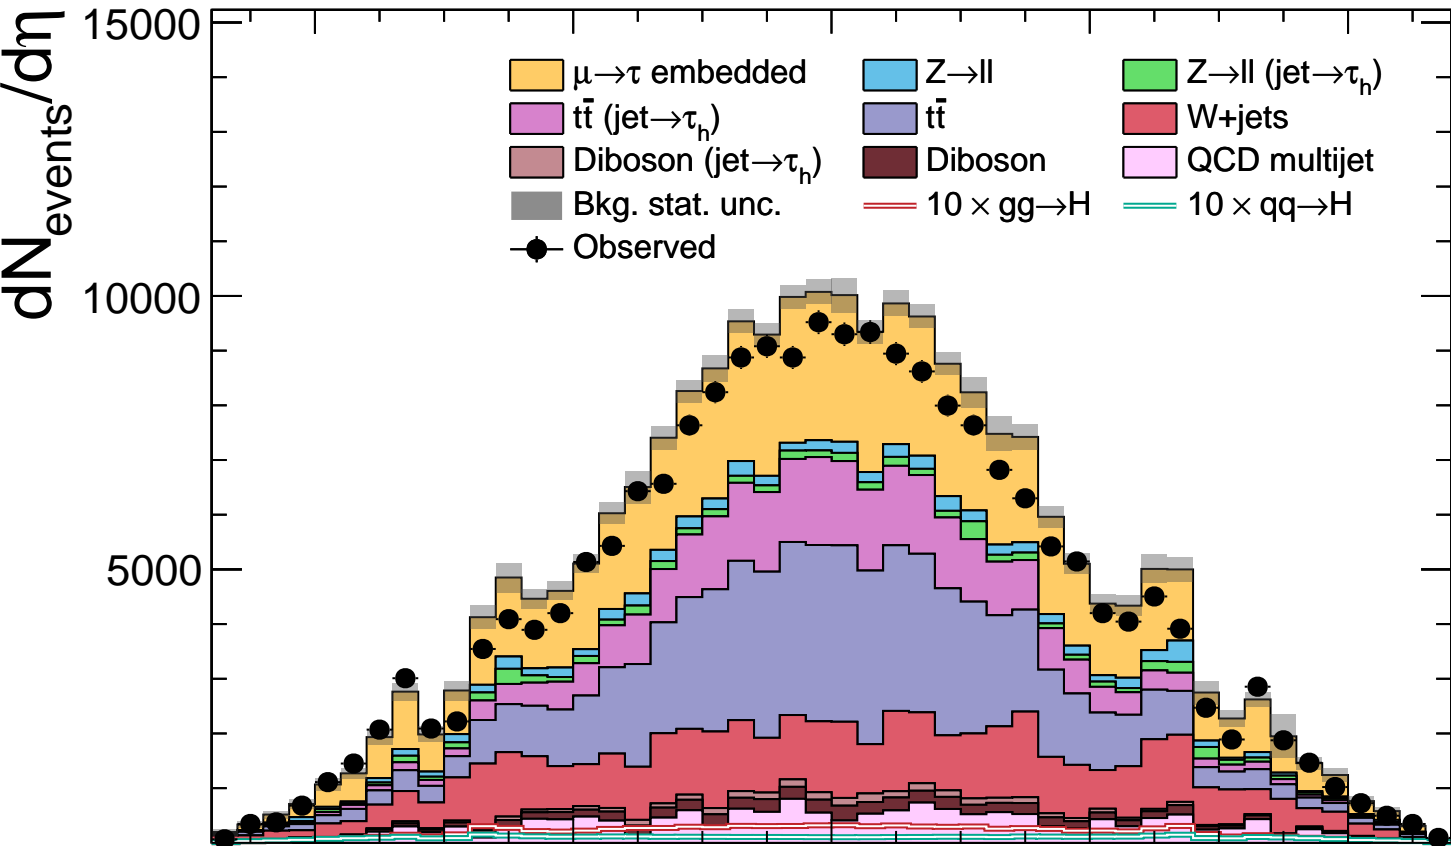 dN_events/dη
15000
10000
5000
μ→τ embedded
Z→ll
Z→ll (jet→τ_h)
tt̄ (jet→τ_h)
tt̄
W+jets
Diboson (jet→τ_h)
Diboson
QCD multijet
Bkg. stat. unc.
10 × gg→H
10 × qq→H
Observed